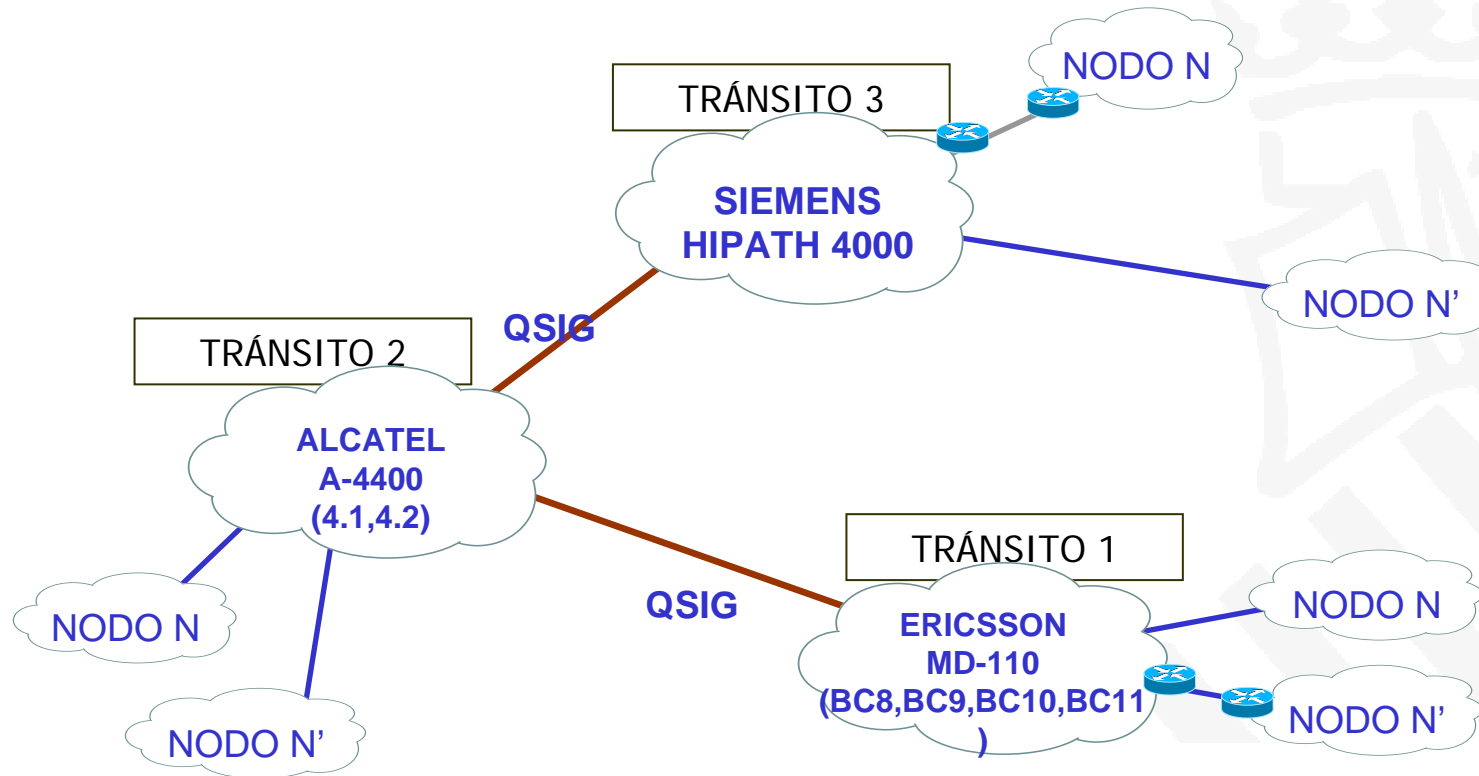 NODO N
TRÁNSITO 3
SIEMENS
HIPATH 4000
NODO N’
QSIG
TRÁNSITO 2
ALCATEL
A-4400
(4.1,4.2)
TRÁNSITO 1
QSIG
NODO N
NODO N
ERICSSON
MD-110
(BC8,BC9,BC10,BC11
)
NODO N’
NODO N’